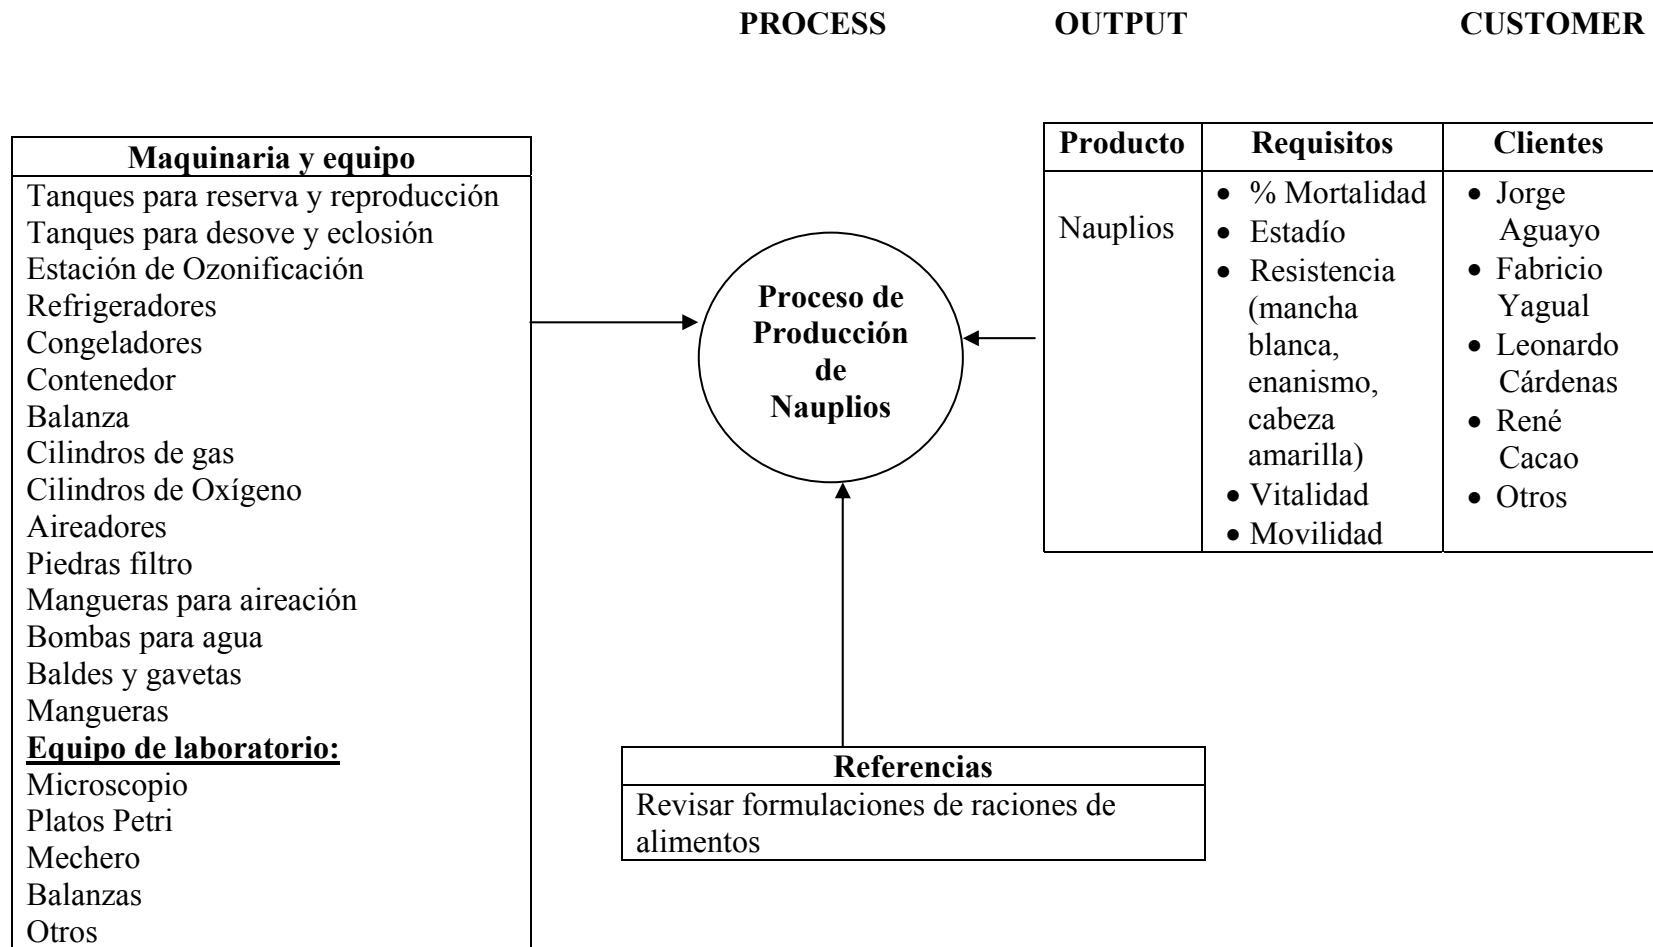 PROCESS OUTPUT CUSTOMER
Maquinaria y equipo
Tanques para reserva y reproducción
Tanques para desove y eclosión
Estación de Ozonificación
Refrigeradores
Congeladores
Contenedor
Balanza
Cilindros de gas
Cilindros de Oxígeno
Aireadores
Piedras filtro
Mangueras para aireación
Bombas para agua
Baldes y gavetas
Mangueras
Equipo de laboratorio:
Microscopio
Platos Petri
Mechero
Balanzas
Otros
Proceso de
Producción
de
Nauplios
Referencias
Revisar formulaciones de raciones de
alimentos
Producto
Nauplios
Requisitos
• % Mortalidad
• Estadío
• Resistencia
(mancha
blanca,
enanismo,
cabeza
amarilla)
• Vitalidad
• Movilidad
Clientes
• Jorge
Aguayo
• Fabricio
Yagual
• Leonardo
Cárdenas
• René
Cacao
• Otros